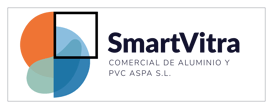 SmartVitra
COMERCIAL DE ALUMINIO Y
PVC ASPA S.L.